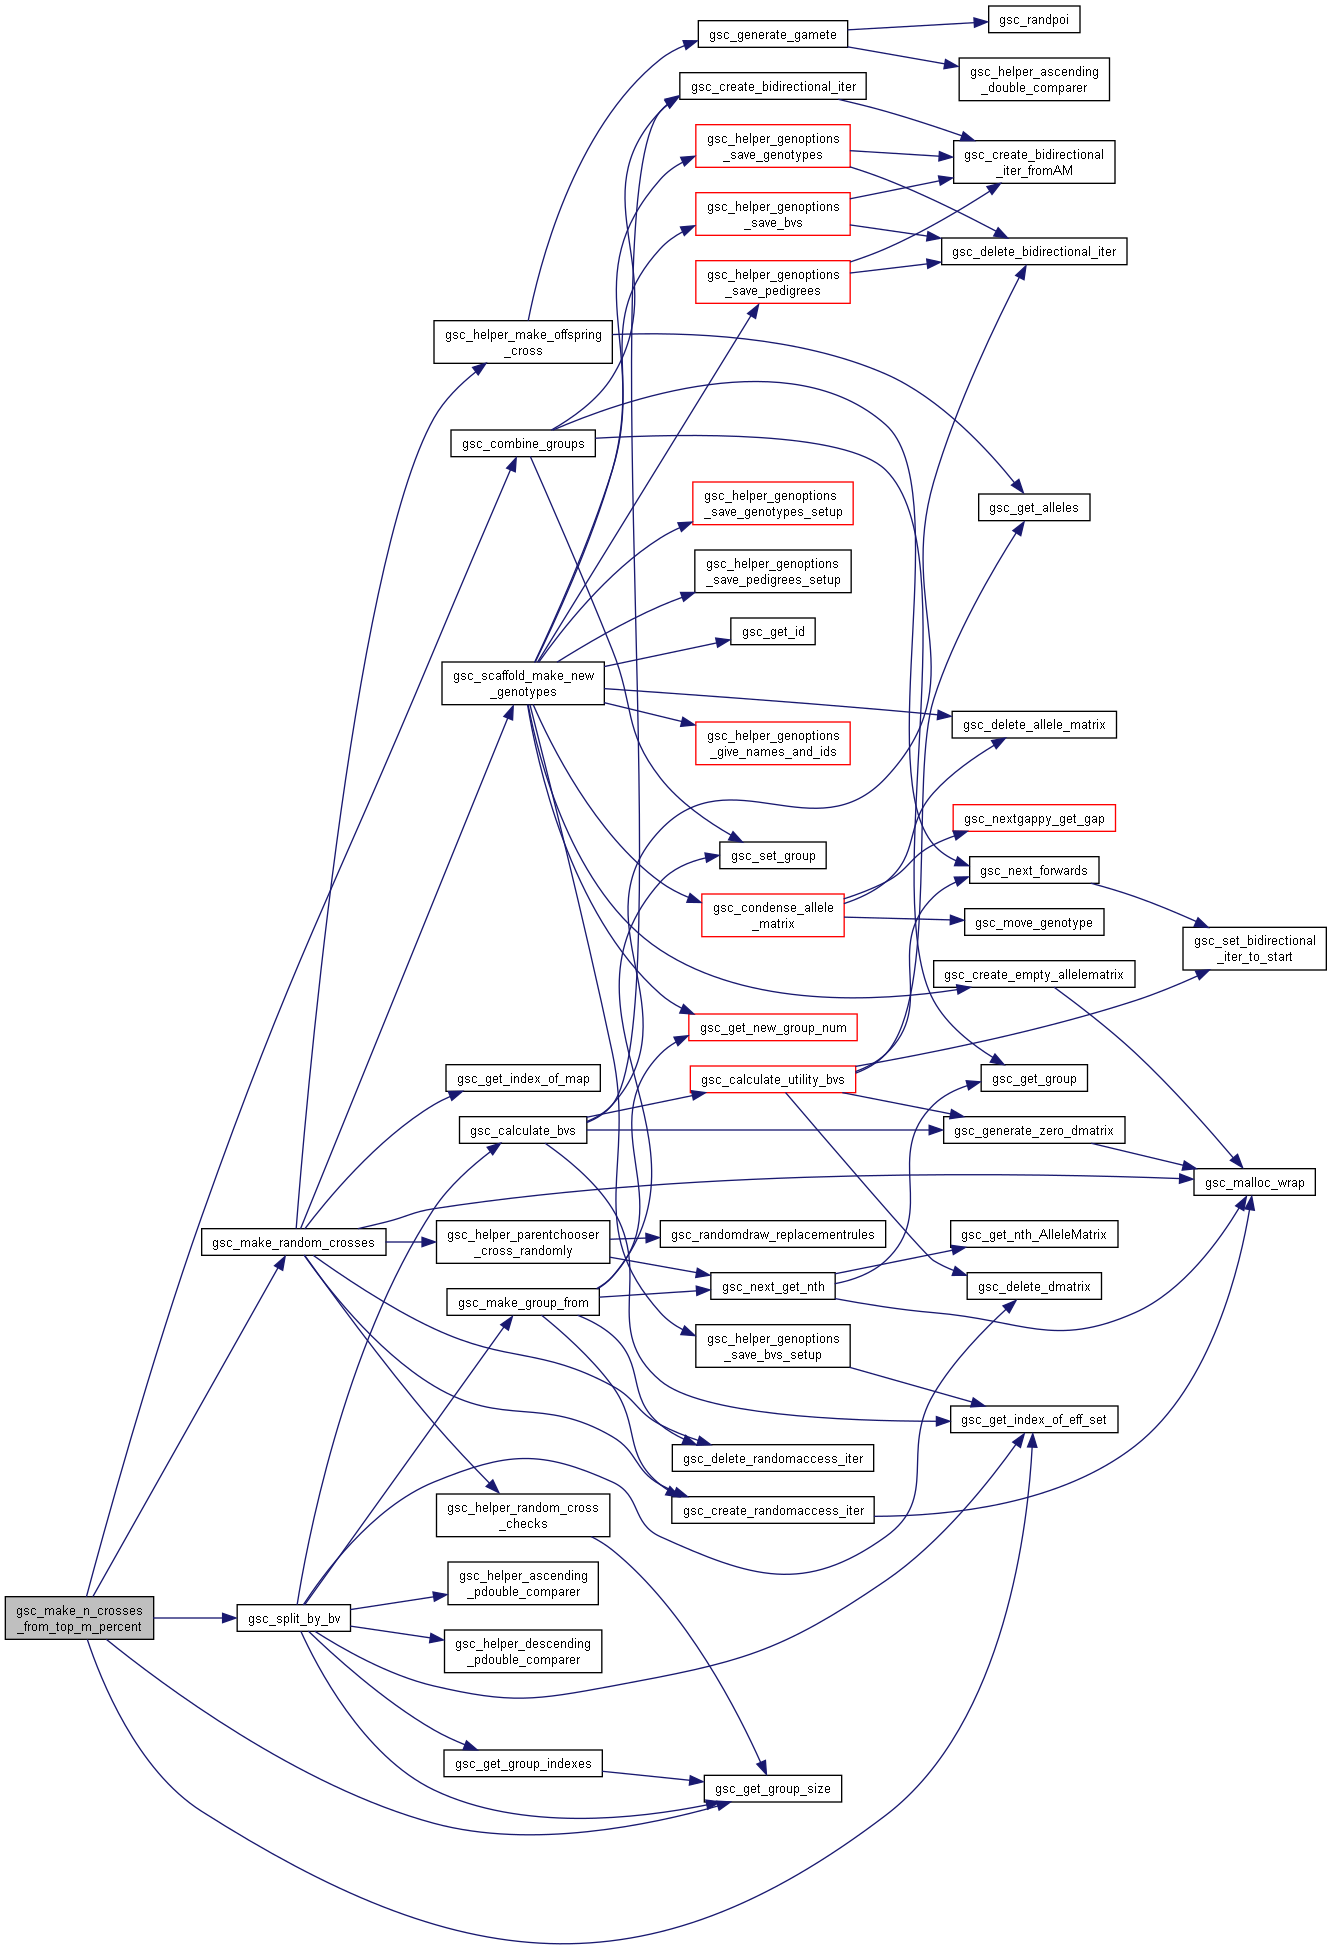 gsc_randpoi
gsc_generate_gamete
gsc_helper_ascending
_double_comparer
gsc_create_bidirectional_iter
gsc_helper_genoptions
_save_genotypes
gsc_create_bidirectional
_iter_fromAM
gsc_helper_genoptions
_save_bvs
gsc_delete_bidirectional_iter
gsc_helper_genoptions
_save_pedigrees
gsc_helper_make_offspring
_cross
gsc_combine_groups
gsc_helper_genoptions
_save_genotypes_setup
gsc_get_alleles
gsc_helper_genoptions
_save_pedigrees_setup
gsc_get_id
gsc_scaffold_make_new
_genotypes
gsc_delete_allele_matrix
gsc_helper_genoptions
_give_names_and_ids
gsc_nextgappy_get_gap
gsc_set_group
gsc_next_forwards
gsc_condense_allele
_matrix
gsc_move_genotype
gsc_set_bidirectional
_iter_to_start
gsc_create_empty_allelematrix
gsc_get_new_group_num
gsc_get_index_of_map
gsc_calculate_utility_bvs
gsc_get_group
gsc_calculate_bvs
gsc_generate_zero_dmatrix
gsc_malloc_wrap
gsc_make_random_crosses
gsc_helper_parentchooser
_cross_randomly
gsc_randomdraw_replacementrules
gsc_get_nth_AlleleMatrix
gsc_next_get_nth
gsc_delete_dmatrix
gsc_make_group_from
gsc_helper_genoptions
_save_bvs_setup
gsc_get_index_of_eff_set
gsc_delete_randomaccess_iter
gsc_create_randomaccess_iter
gsc_helper_random_cross
_checks
gsc_helper_ascending
_pdouble_comparer
gsc_make_n_crosses
_from_top_m_percent
gsc_split_by_bv
gsc_helper_descending
_pdouble_comparer
gsc_get_group_indexes
gsc_get_group_size